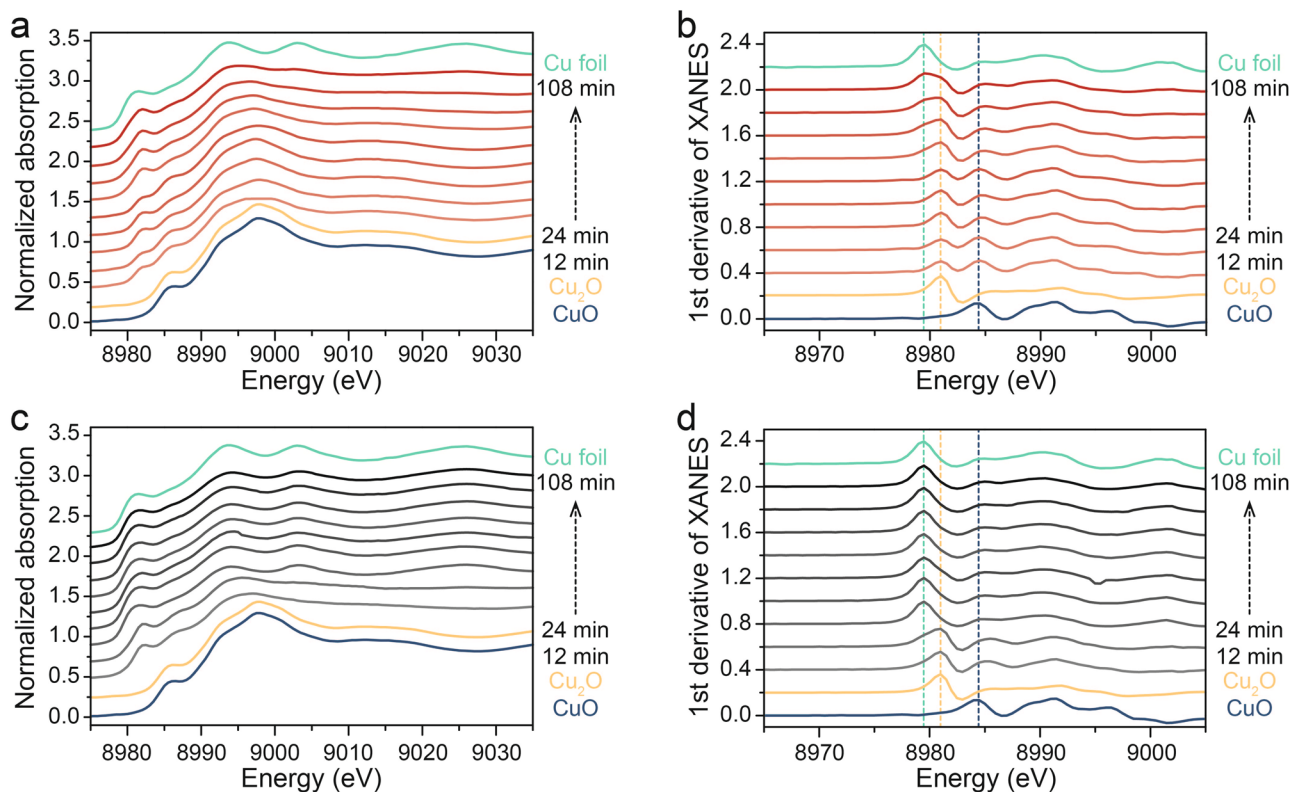 a
Normalized absorption
3.5
3.0
2.5
2.0
1.5
1.0
0.5
0.0
8980 8990 9000 9010 9020 9030
Energy (eV)
Cu foil
108 min
24 min
12 min
Cu₂O
CuO
b
1st derivative of XANES
2.4
2.0
1.6
1.2
0.8
0.4
0.0
8970 8980 8990 9000
Energy (eV)
Cu foil
108 min
24 min
12 min
Cu₂O
CuO
c
Normalized absorption
3.5
3.0
2.5
2.0
1.5
1.0
0.5
0.0
8980 8990 9000 9010 9020 9030
Energy (eV)
Cu foil
108 min
24 min
12 min
Cu₂O
CuO
d
1st derivative of XANES
2.4
2.0
1.6
1.2
0.8
0.4
0.0
8970 8980 8990 9000
Energy (eV)
Cu foil
108 min
24 min
12 min
Cu₂O
CuO